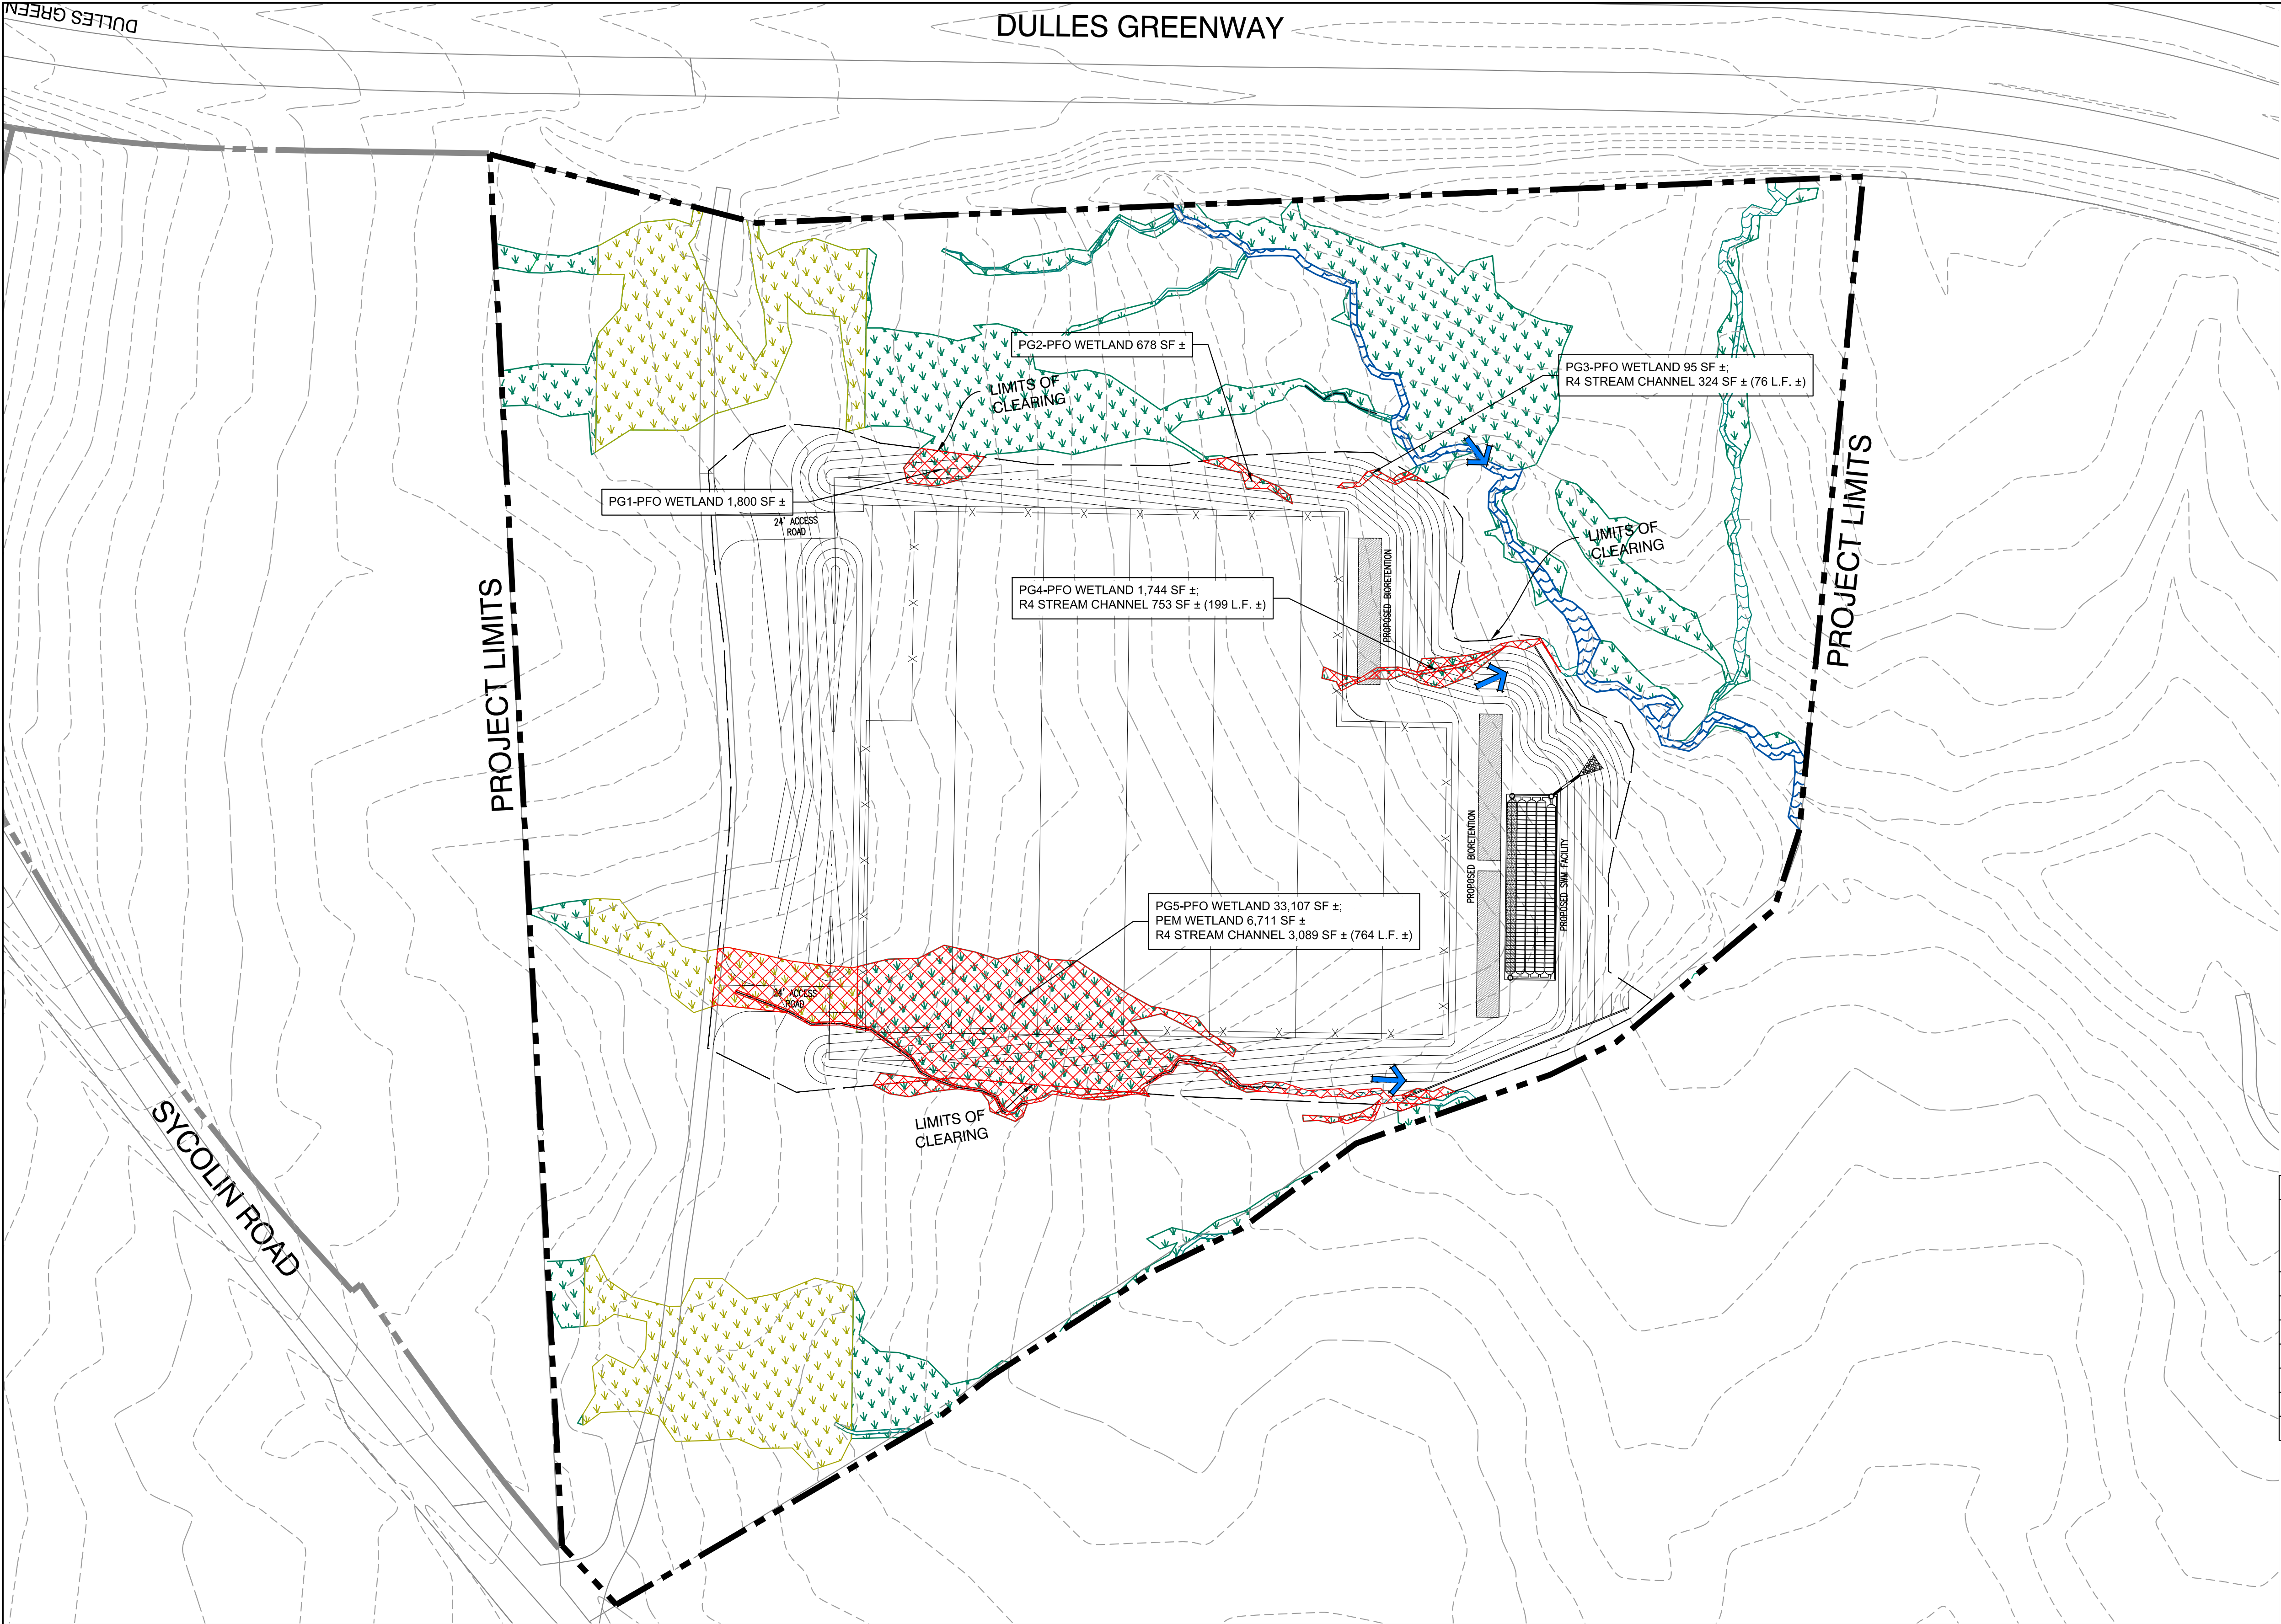 DULLES GREEN
DULLES GREENWAY
PG2-PFO WETLAND 678 SF ±
PG3-PFO WETLAND 95 SF ±;
R4 STREAM CHANNEL 324 SF ± (76 L.F. ±)
LIMITS OF
CLEARING
PG1-PFO WETLAND 1,800 SF ±
24' ACCESS
ROAD
LIMITS OF
CLEARING
PROJECT LIMITS
PROJECT LIMITS
PROPOSED BIORETENTION
PG4-PFO WETLAND 1,744 SF ±;
R4 STREAM CHANNEL 753 SF ± (199 L.F. ±)
PROPOSED BIORETENTION
PROPOSED SWM FACILITY
PG5-PFO WETLAND 33,107 SF ±;
PEM WETLAND 6,711 SF ±
R4 STREAM CHANNEL 3,089 SF ± (764 L.F. ±)
24' ACCESS
ROAD
LIMITS OF
CLEARING
SYCOLIN ROAD